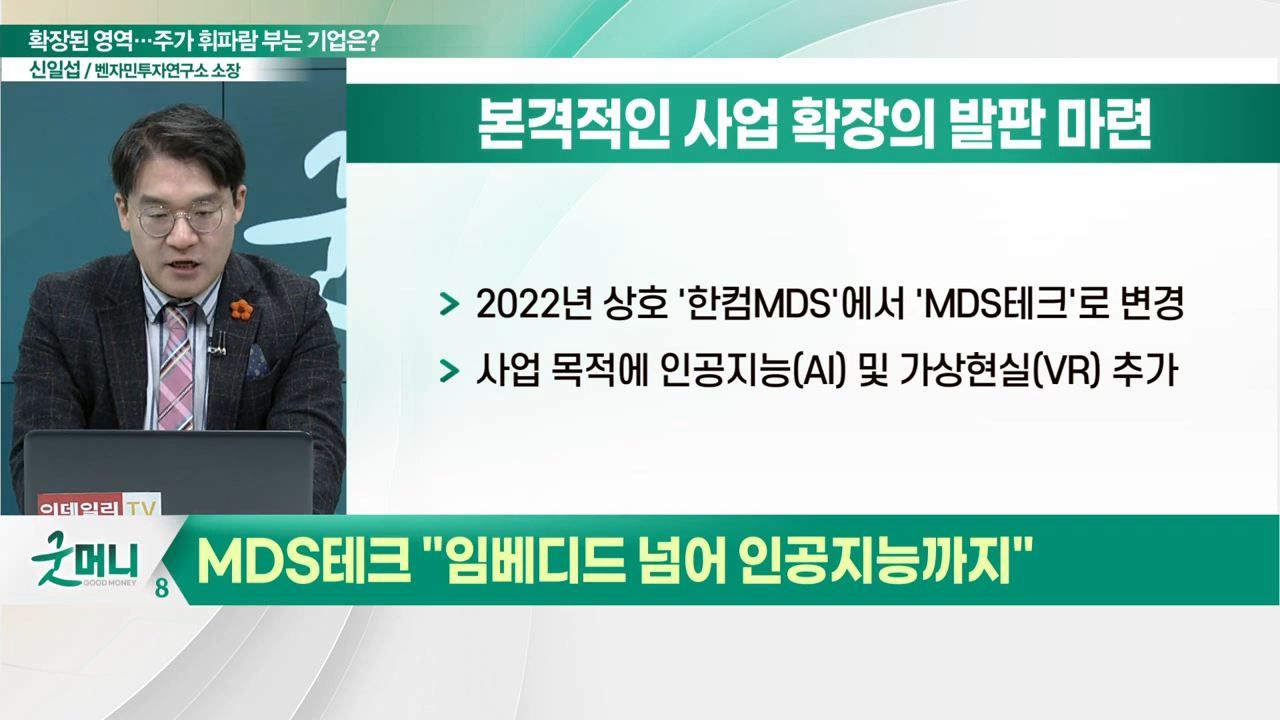 확장된 영역…주가 휘파람 부는 기업은?
신일섭 / 벤자민투자연구소 소장
본격적인 사업 확장의 발판 마련
> 2022년 상호 '한컴MDS'에서 'MDS테크'로 변경
> 사업 목적에 인공지능(AI) 및 가상현실(VR) 추가
이데일리 TV
굿머니
GOOD MONEY
8
MDS테크 "임베디드 넘어 인공지능까지"